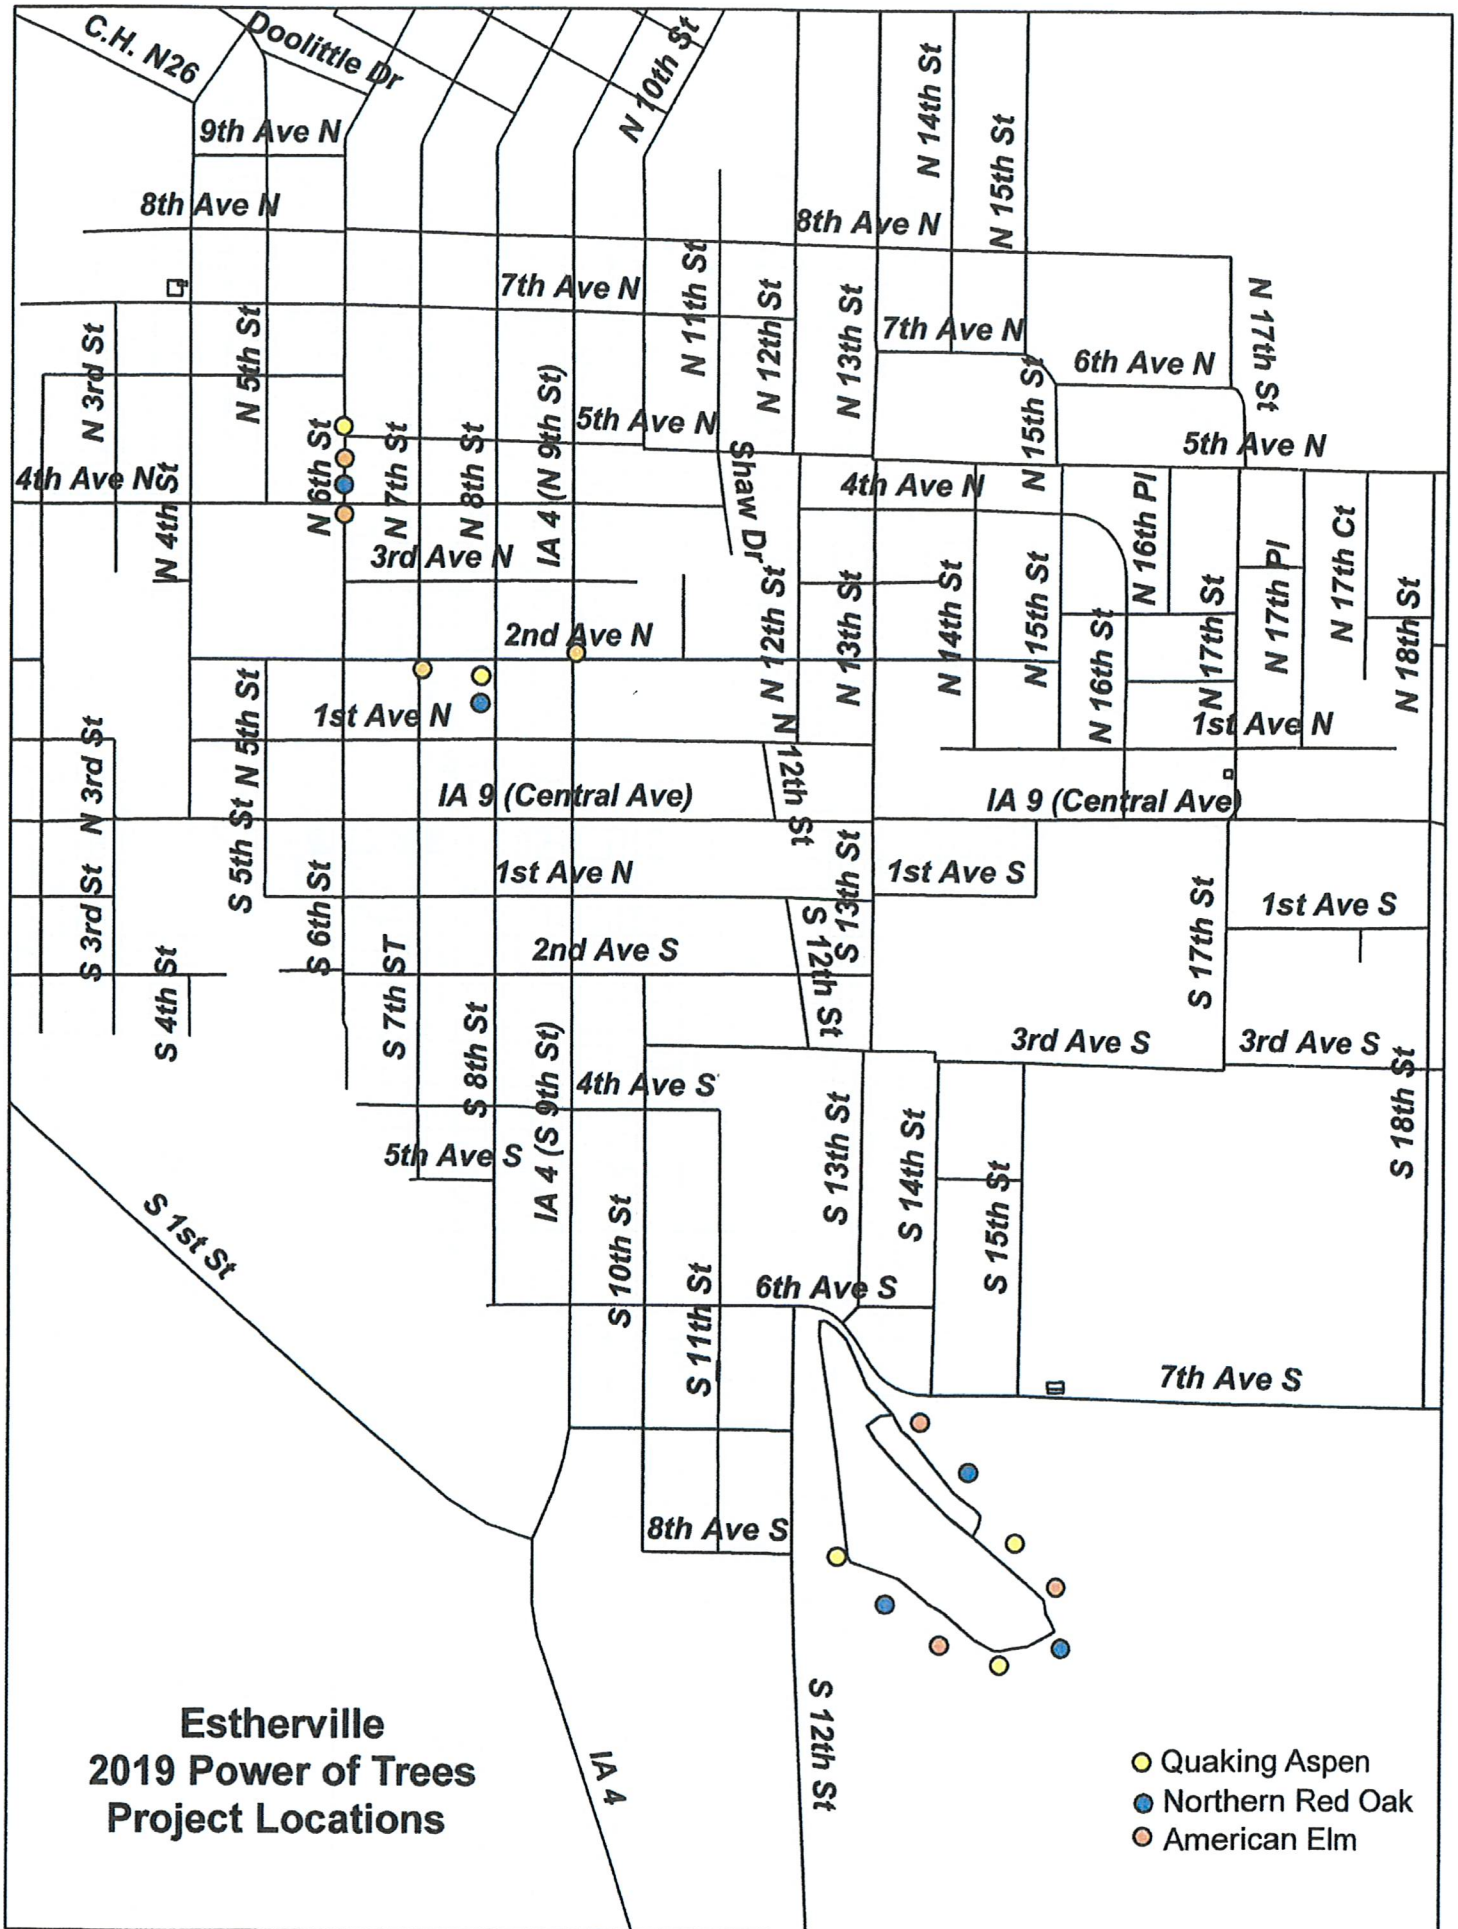 C.H. N26
Doolittle Dr
N 10th St
N 14th St
N 15th St
9th Ave N
8th Ave N
8th Ave N
N 11th St
7th Ave N
N 12th St
N 13th St
7th Ave N
N 17th St
6th Ave N
N 3rd St
N 5th St
N 15th St
IA 4 (N 9th St)
5th Ave N
5th Ave N
4th Ave N
N 4th St
N 6th St
N 7th St
N 8th St
Shaw Dr
4th Ave N
N 16th Pl
N 17th Ct
3rd Ave N
N 12th St
N 13th St
N 14th St
N 15th St
N 16th St
N 17th St
N 17th Pl
N 18th St
2nd Ave N
1st Ave N
1st Ave N
N 3rd St
N 5th St
N 12th St
IA 9 (Central Ave)
IA 9 (Central Ave)
S 5th St
S 3rd St
S 6th St
1st Ave N
S 13th St
1st Ave S
S 17th St
1st Ave S
S 4th St
S 7th ST
2nd Ave S
S 12th St
S 8th St
IA 4 (S 9th St)
3rd Ave S
3rd Ave S
4th Ave S
S 18th St
5th Ave S
S 13th St
S 14th St
S 15th St
S 1st St
S 10th St
S 11th St
6th Ave S
7th Ave S
8th Ave S
S 12th St
IA 4
Estherville
2019 Power of Trees
Project Locations
Quaking Aspen
Northern Red Oak
American Elm